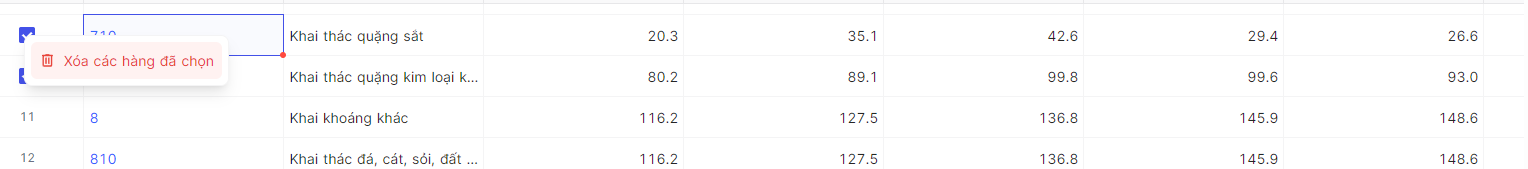 Khai thác quặng sắt 20.3 35.1 42.6 29.4 26.6
Xóa các hàng đã chọn
Khai thác quặng kim loại k... 80.2 89.1 99.8 99.6 93.0
11 8 Khai khoáng khác 116.2 127.5 136.8 145.9 148.6
12 810 Khai thác đá, cát, sỏi, đất ... 116.2 127.5 136.8 145.9 148.6